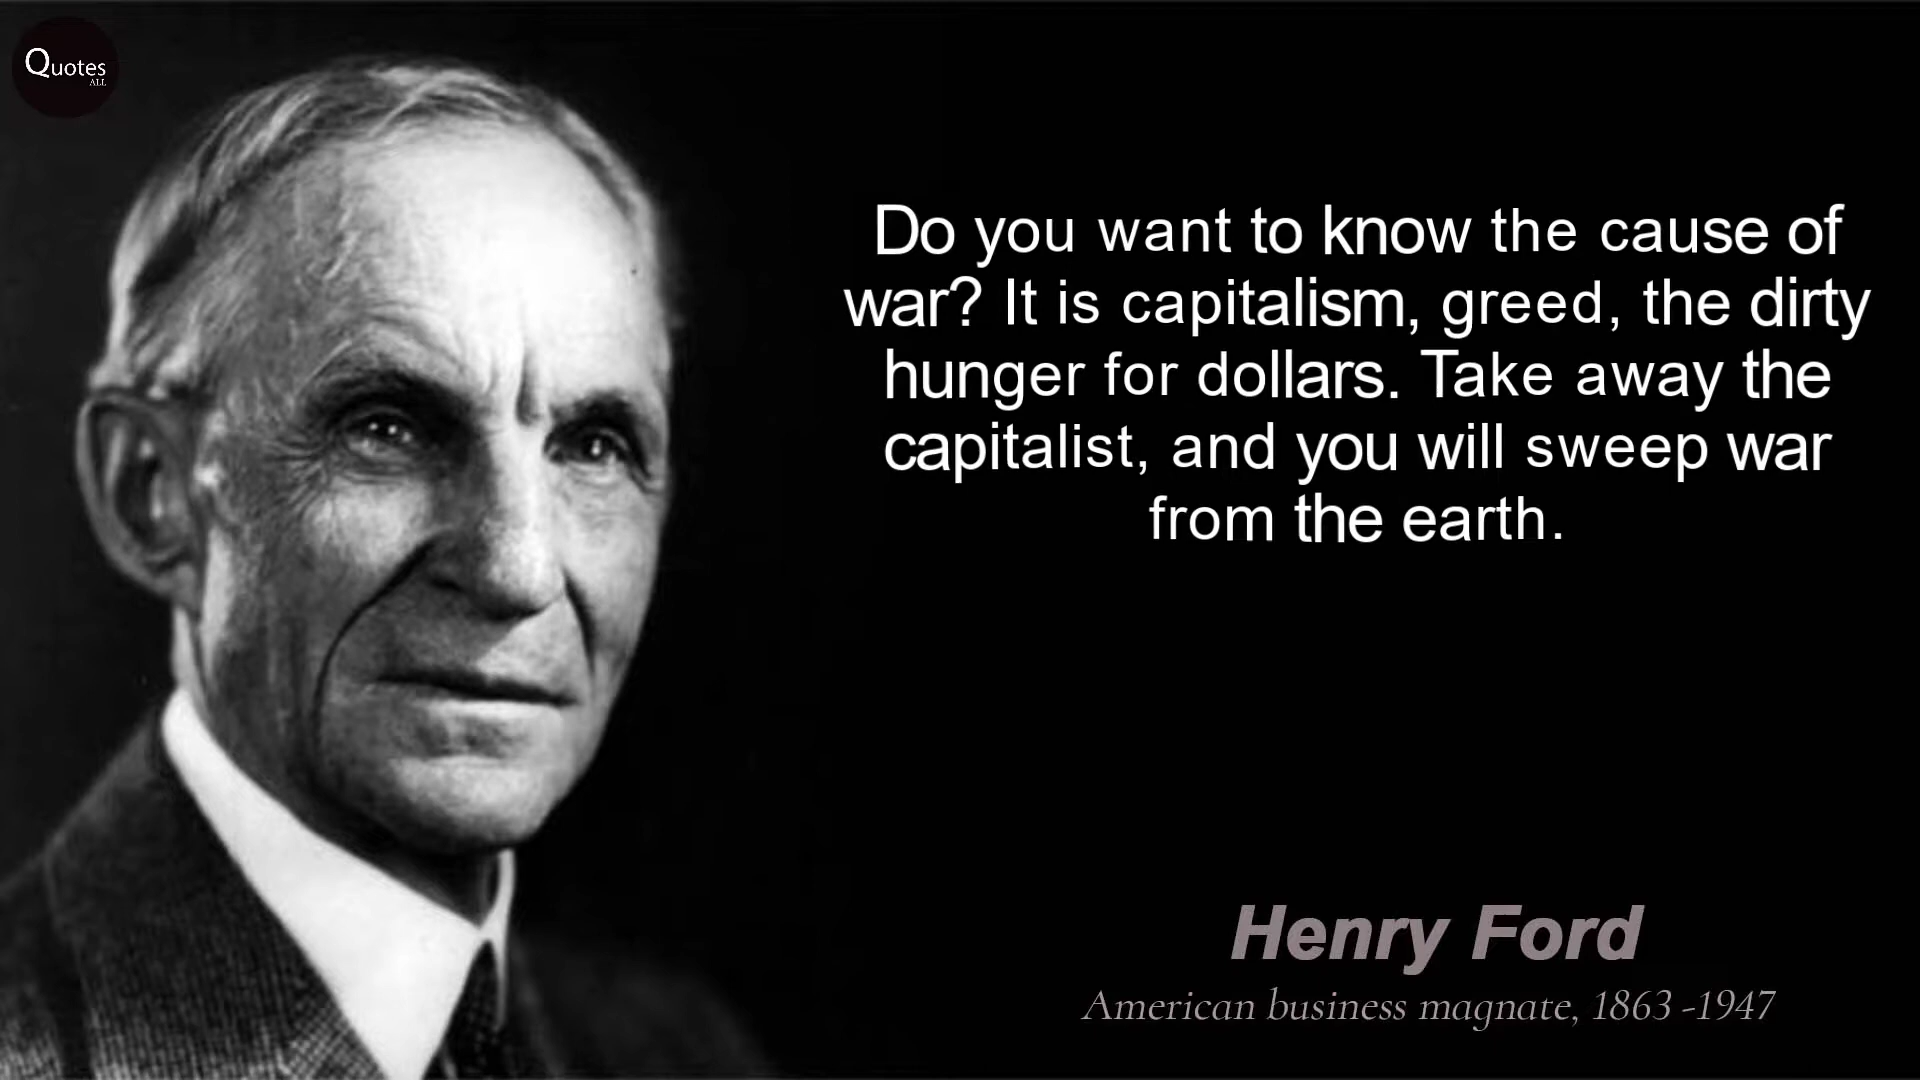 Quotes
ALL
Do you want to know the cause of
war? It is capitalism, greed, the dirty
hunger for dollars. Take away the
capitalist, and you will sweep war
from the earth.
Henry Ford
American business magnate, 1863 -1947